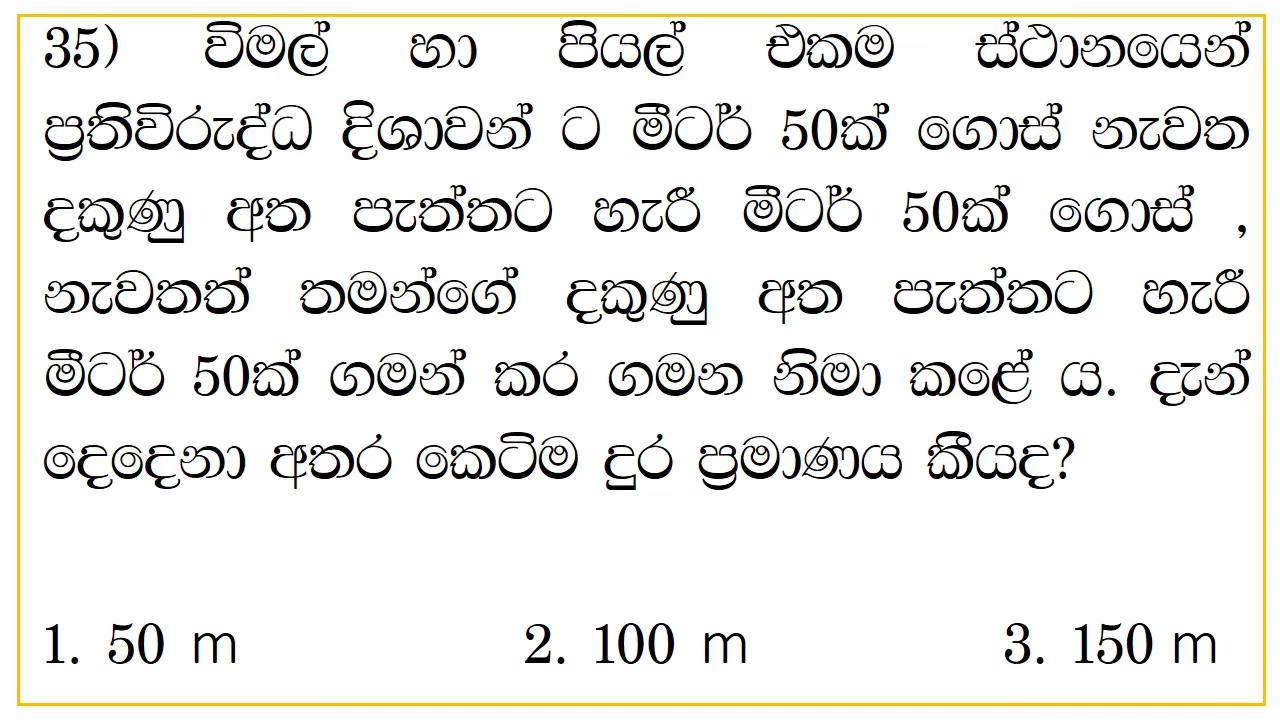 35) විමල් හා පියල් එකම ස්ථානයෙන්
ප්‍රතිවිරුද්ධ දිශාවන් ට මීටර් 50ක් ගොස් නැවත
දකුණු අත පැත්තට හැරී මීටර් 50ක් ගොස් ,
නැවතත් තමන්ගේ දකුණු අත පැත්තට හැරී
මීටර් 50ක් ගමන් කර ගමන නිමා කළේ ය. දැන්
දෙදෙනා අතර කෙටිම දුර ප්‍රමාණය කීයද?
1. 50 m 2. 100 m 3. 150 m